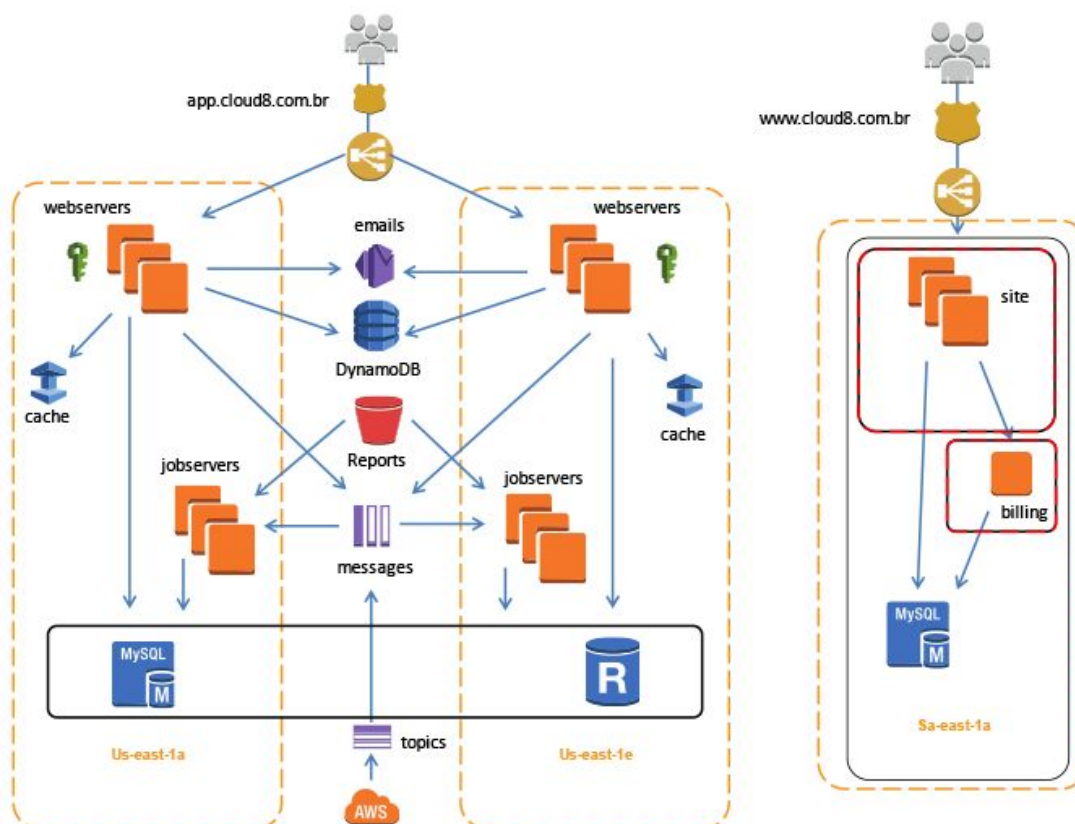 app.cloud8.com.br
www.cloud8.com.br
webservers
emails
webservers
site
DynamoDB
cache
cache
Reports
jobservers
jobservers
billing
messages
MySQL
M
R
MySQL
M
Us-east-1a
topics
Us-east-1e
Sa-east-1a
AWS